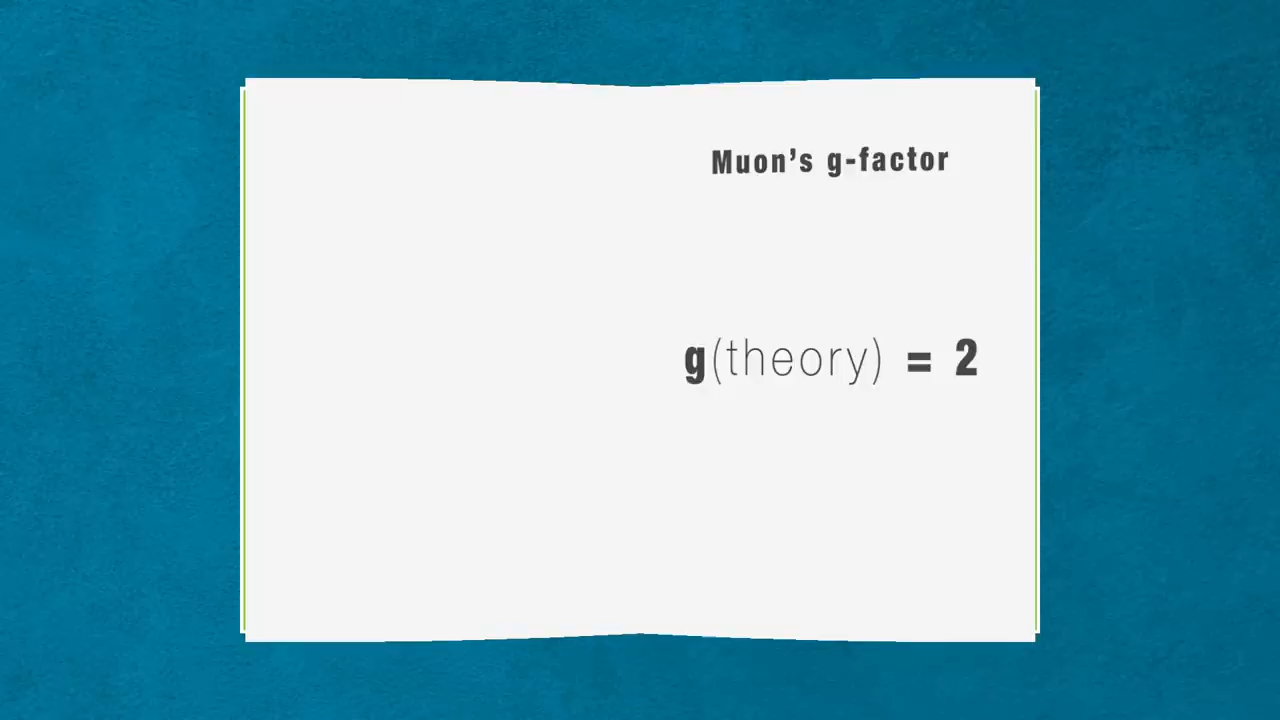 Muon’s g-factor
g(theory) = 2